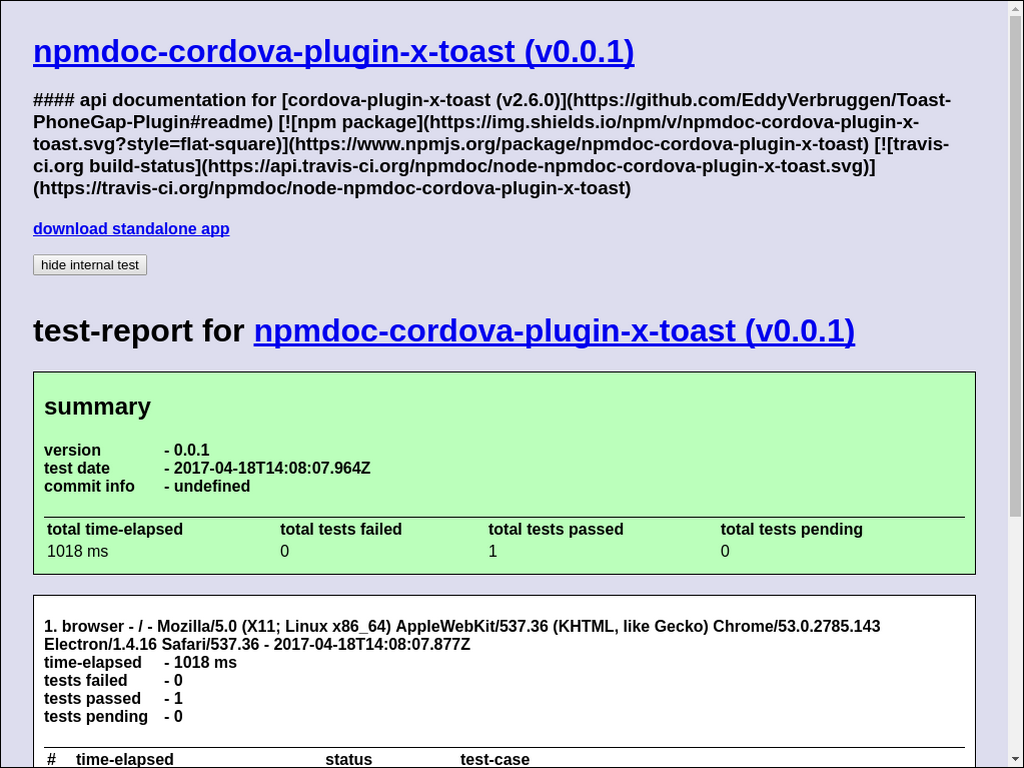 npmdoc-cordova-plugin-x-toast (v0.0.1)
#### api documentation for [cordova-plugin-x-toast (v2.6.0)](https://github.com/EddyVerbruggen/Toast-
PhoneGap-Plugin#readme) [![npm package](https://img.shields.io/npm/v/npmdoc-cordova-plugin-x-
toast.svg?style=flat-square)](https://www.npmjs.org/package/npmdoc-cordova-plugin-x-toast) [![travis-
ci.org build-status](https://api.travis-ci.org/npmdoc/node-npmdoc-cordova-plugin-x-toast.svg)]
(https://travis-ci.org/npmdoc/node-npmdoc-cordova-plugin-x-toast)
download standalone app
hide internal test
test-report for npmdoc-cordova-plugin-x-toast (v0.0.1)
summary
version - 0.0.1
test date - 2017-04-18T14:08:07.964Z
commit info - undefined
total time-elapsed total tests failed total tests passed total tests pending
1018 ms 0 1 0
1. browser - / - Mozilla/5.0 (X11; Linux x86_64) AppleWebKit/537.36 (KHTML, like Gecko) Chrome/53.0.2785.143
Electron/1.4.16 Safari/537.36 - 2017-04-18T14:08:07.877Z
time-elapsed - 1018 ms
tests failed - 0
tests passed - 1
tests pending - 0
# time-elapsed status test-case